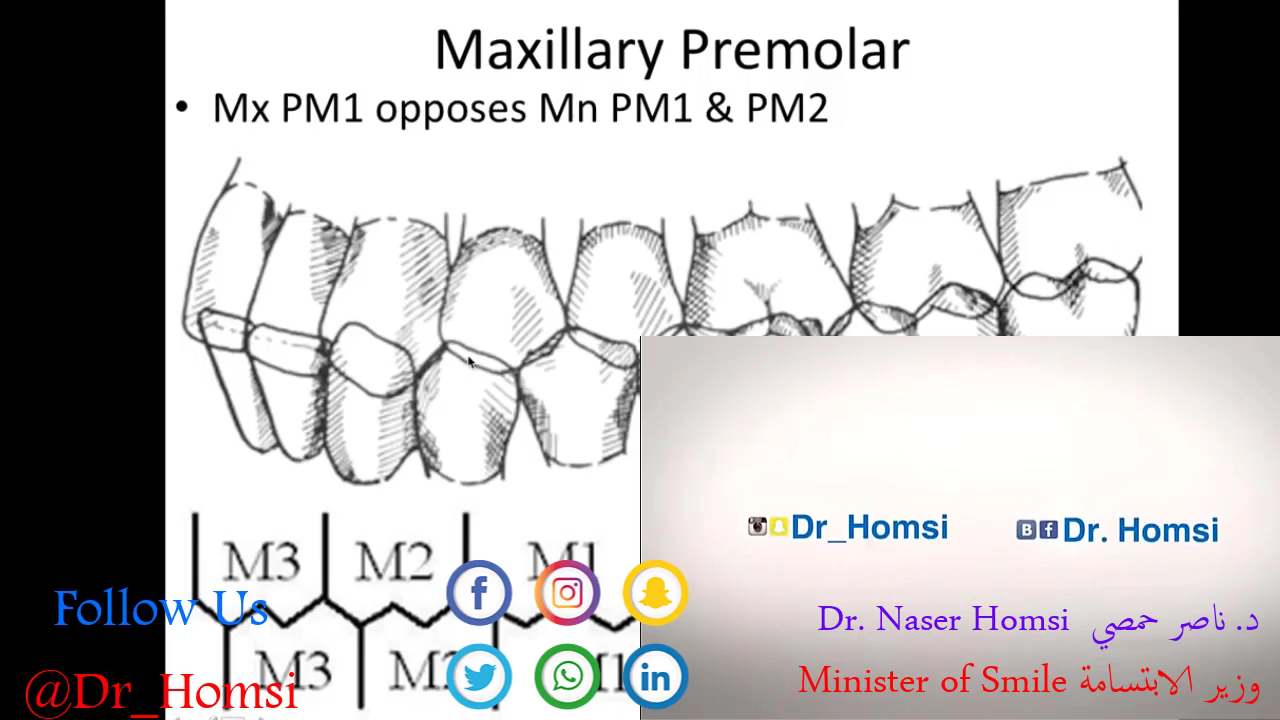 Maxillary Premolar
• Mx PM1 opposes Mn PM1 & PM2
M3 M2 M1
M3
Dr_Homsi
Dr. Homsi
Follow Us
@Dr_Homsi
Dr. Naser Homsi د. ناصر حمصي
Minister of Smile وزير الابتسامة